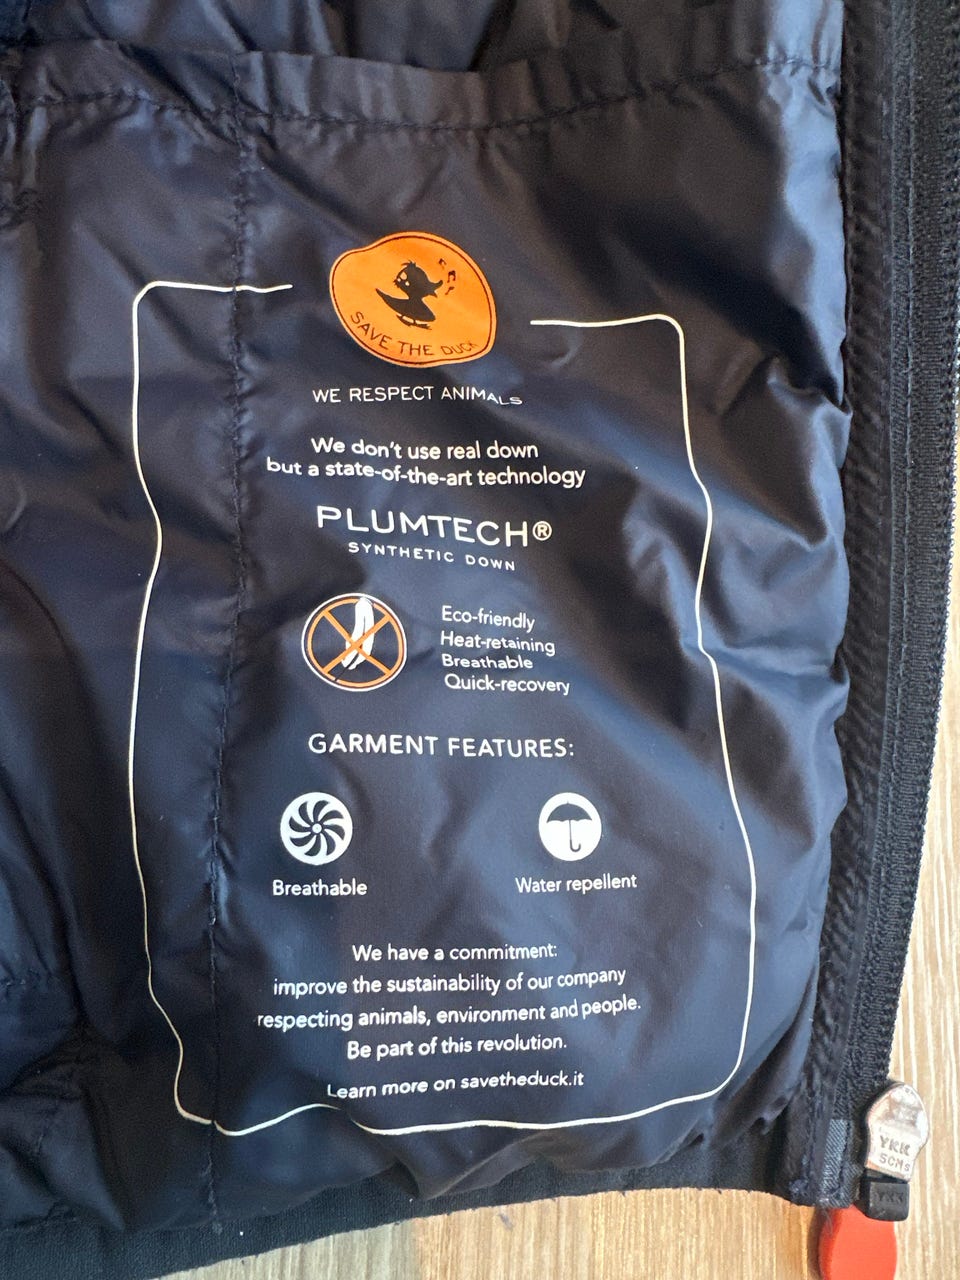 SAVE THE DUCK
WE RESPECT ANIMALS
We don't use real down
but a state-of-the-art technology
PLUMTECH®
SYNTHETIC DOWN
Eco-friendly
Heat-retaining
Breathable
Quick-recovery
GARMENT FEATURES:
Breathable
Water repellent
We have a commitment:
improve the sustainability of our company
respecting animals, environment and people.
Be part of this revolution.
Learn more on savetheduck.it
YKK
5CMs
YKK